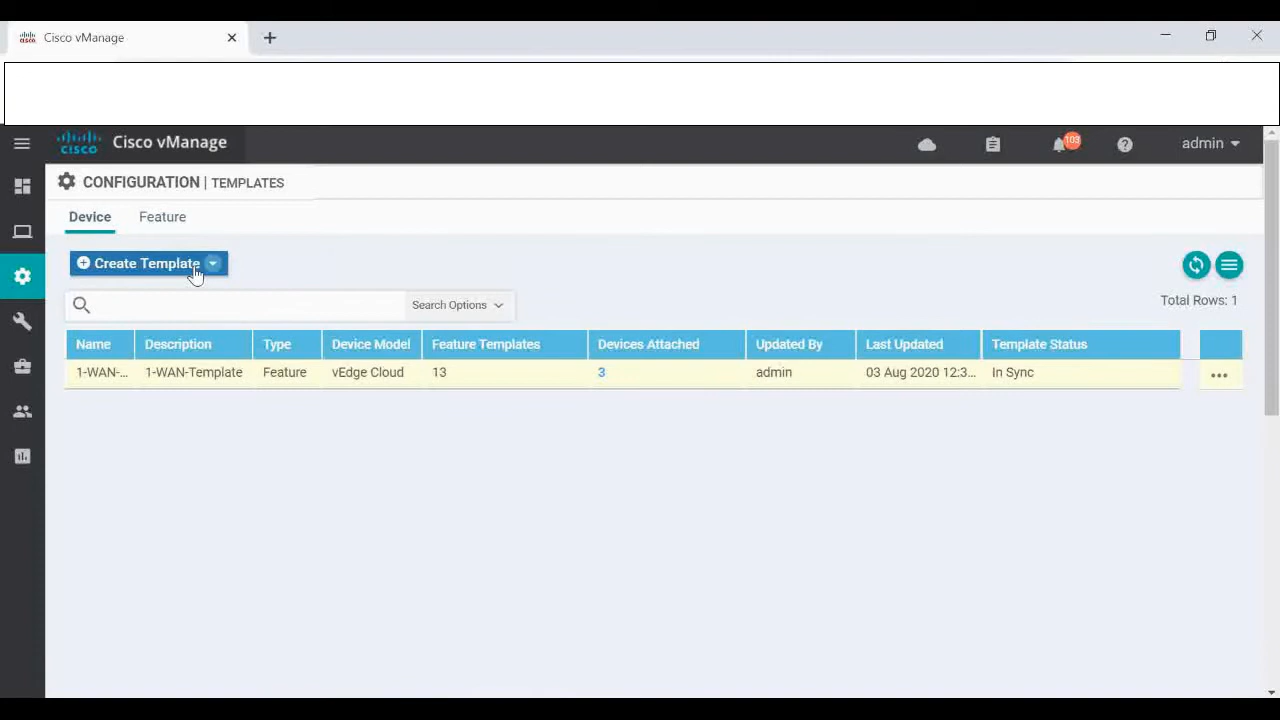 Cisco vManage
cisco Cisco vManage 103 admin
CONFIGURATION | TEMPLATES
Device Feature
Create Template
Search Options
Total Rows: 1
Name Description Type Device Model Feature Templates Devices Attached Updated By Last Updated Template Status
1-WAN-... 1-WAN-Template Feature vEdge Cloud 13 3 admin 03 Aug 2020 12:3... In Sync